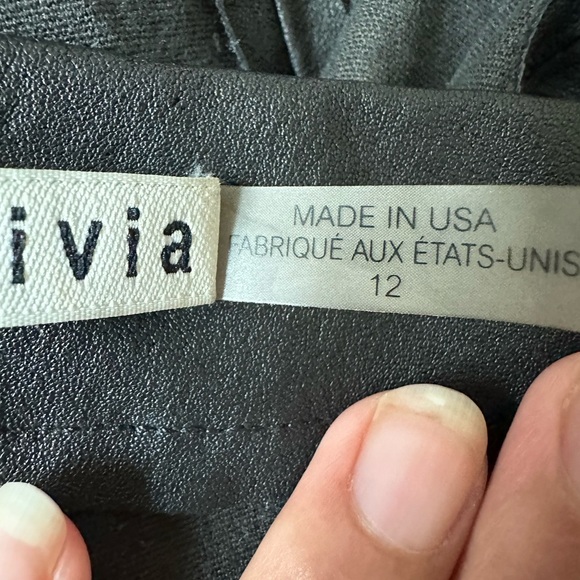 ivia
MADE IN USA
FABRIQUÉ AUX ÉTATS-UNIS
12